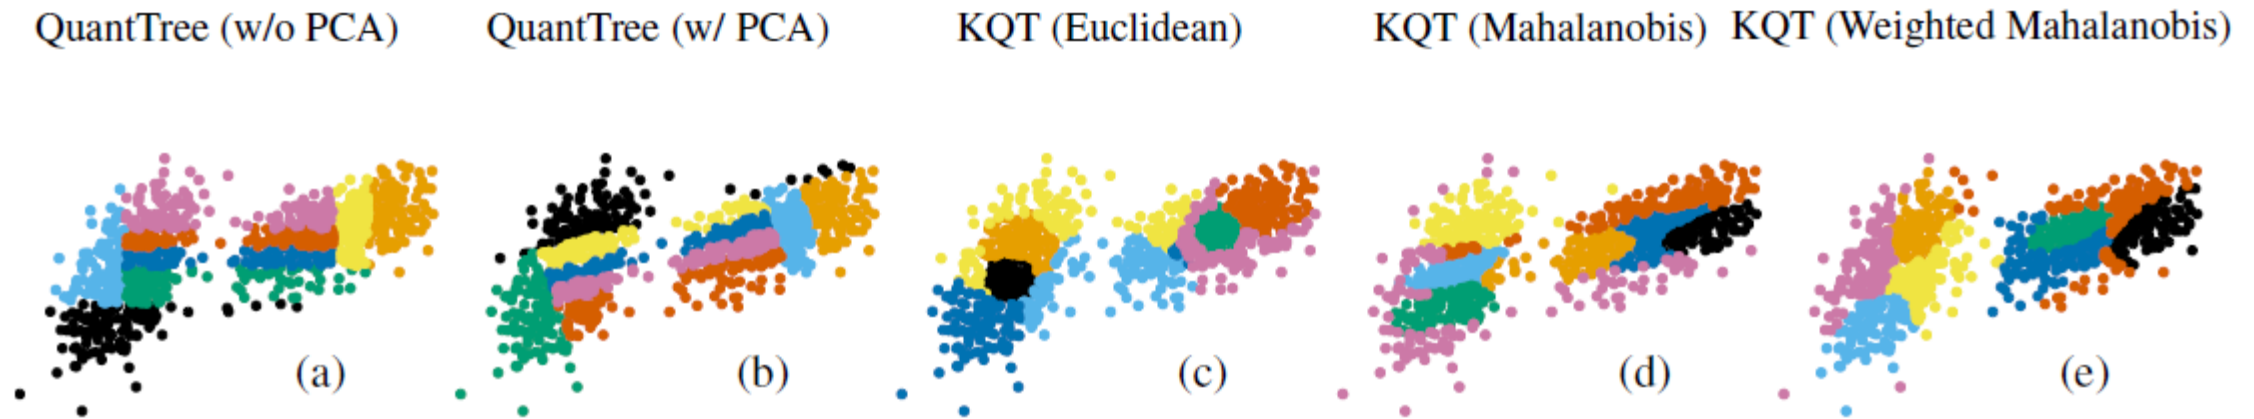 QuantTree (w/o PCA) QuantTree (w/ PCA) KQT (Euclidean) KQT (Mahalanobis) KQT (Weighted Mahalanobis)
(a) (b) (c) (d) (e)